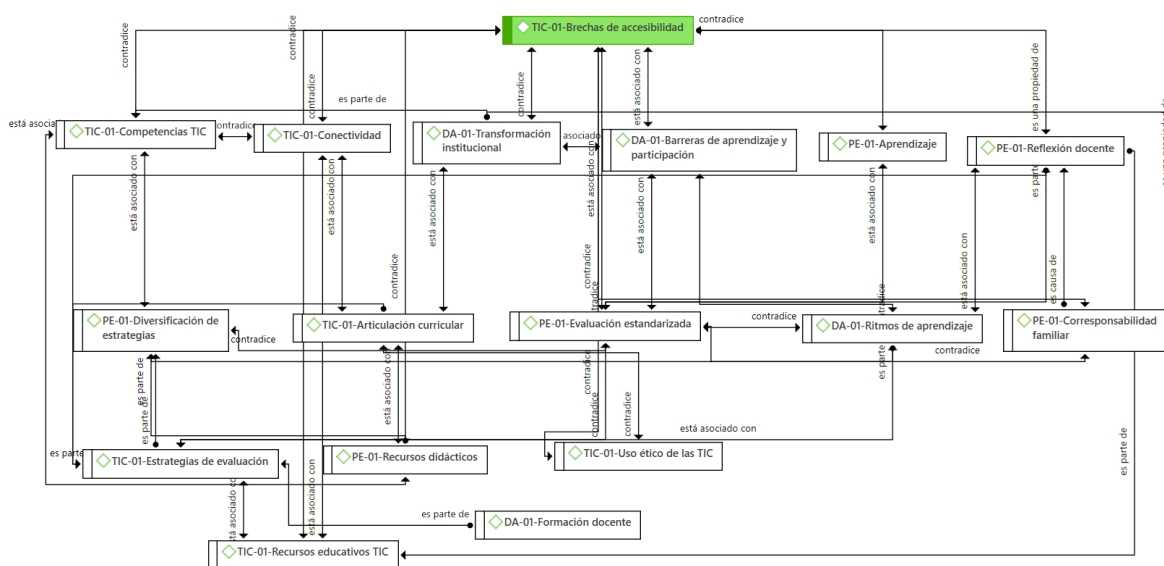 TIC-01-Brechas de accesibilidad
contradice
contradice
contradice
contradice
está asociado con
es una propiedad de
es parte de
está asocia
TIC-01-Competencias TIC
contradice
TIC-01-Conectividad
DA-01-Transformación
institucional
asociado
DA-01-Barreras de aprendizaje y
participación
PE-01-Aprendizaje
PE-01-Reflexión docente
está asociado con
está asociado con
está asociado con
está asociado con
está asociado con
está asociado con
está asociado con
es parte
es causa de
contradice
contradice
PE-01-Diversificación de
estrategias
TIC-01-Articulación curricular
PE-01-Evaluación estandarizada
contradice
DA-01-Ritmos de aprendizaje
PE-01-Corresponsabilidad
familiar
contradice
contradice
es parte de
es parte de
está asociado con
contradice
contradice
es parte
está asociado con
es parte
TIC-01-Estrategias de evaluación
PE-01-Recursos didácticos
TIC-01-Uso ético de las TIC
es parte de
está asociado con
está asociado con
es parte de
DA-01-Formación docente
TIC-01-Recursos educativos TIC